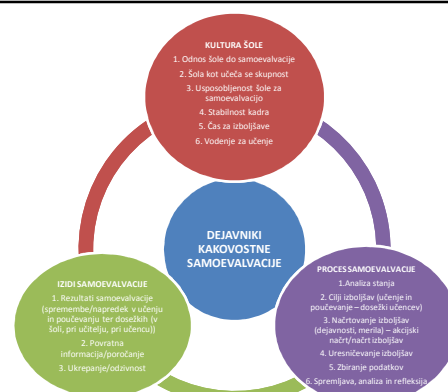 KULTURA ŠOLE
1. Odnos šole do samoevalvacije
2. Šola kot učeča se skupnost
3. Usposobljenost šole za
samoevalvacijo
4. Stabilnost kadra
5. Čas za izboljšave
6. Vodenje za učenje
DEJAVNIKI
KAKOVOSTNE
SAMOEVALVACIJE
IZIDI SAMOEVALVACIJE
1. Rezultati samoevalvacije
(spremembe/napredek v učenju
in poučevanju ter dosežkih (v
šoli, pri učitelju, pri učencu))
2. Povratna
informacija/poročanje
3. Ukrepanje/odzivnost
PROCES SAMOEVALVACIJE
1.Analiza stanja
2. Cilji izboljšav (učenje in
poučevanje – dosežki učencev)
3. Načrtovanje izboljšav
(dejavnosti, merila) – akcijski
načrt/načrt izboljšav
4. Uresničevanje izboljšav
5. Zbiranje podatkov
6. Spremljava, analiza in refleksija